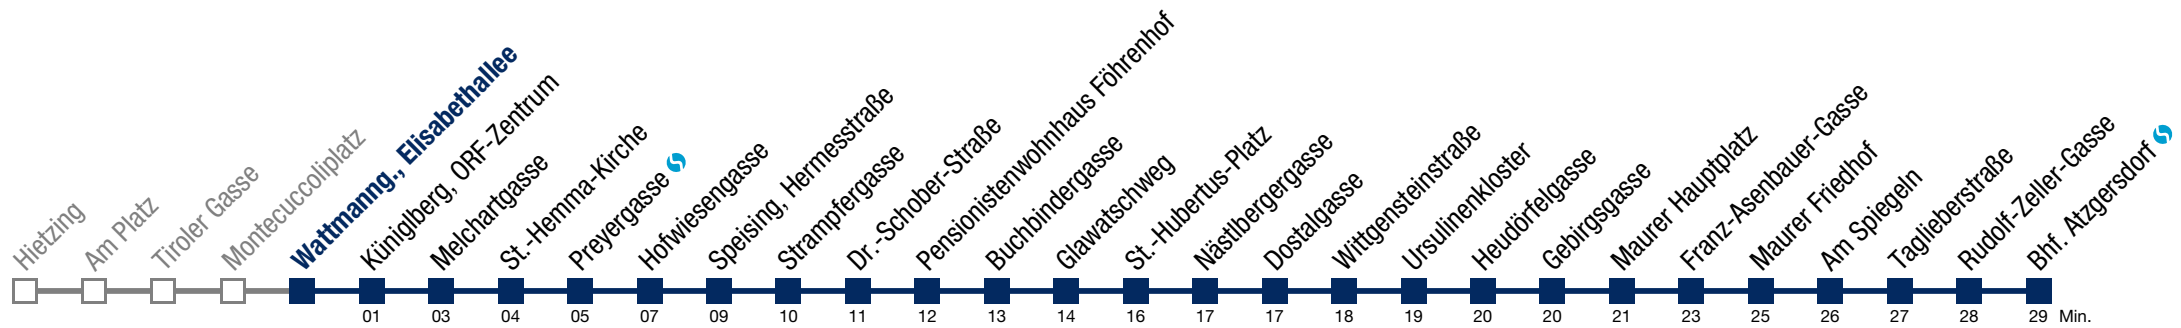 Hietzing
Am Platz
Tiroler Gasse
Montecuccoliplatz
Wattmanng., Elisabethallee
Küniglberg, ORF-Zentrum
Melchartgasse
St.-Hemma-Kirche
Preyergasse
Hofwiesengasse
Speising, Hermesstraße
Strampfergasse
Dr.-Schober-Straße
Pensionistenwohnhaus Föhrenhof
Buchbindergasse
Glawatschweg
St.-Hubertus-Platz
Nästlbergergasse
Dostalgasse
Wittgensteinstraße
Ursulinenkloster
Heudörfelgasse
Gebirgsgasse
Maurer Hauptplatz
Franz-Asenbauer-Gasse
Maurer Friedhof
Am Spiegeln
Taglieberstraße
Rudolf-Zeller-Gasse
Bhf. Atzgersdorf
01 03 04 05 07 09 10 11 12 13 14 16 17 17 18 19 20 20 21 23 25 26 27 28 29 Min.